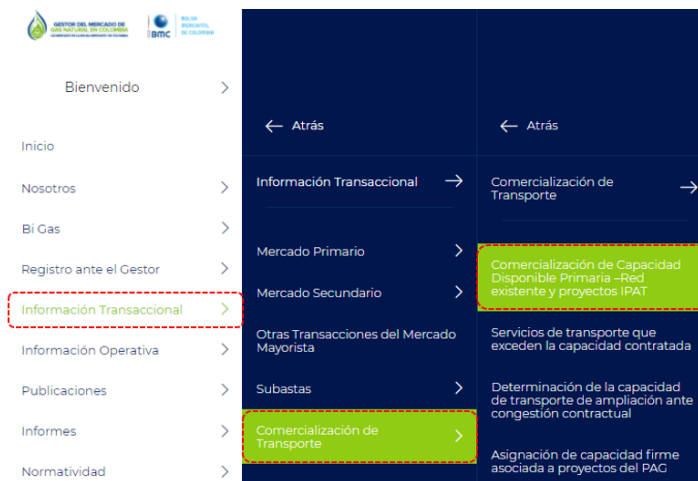 GESTOR DEL MERCADO DE
GAS NATURAL EN COLOMBIA
BMC
BOLSA
MERCANTIL
DE COLOMBIA
Bienvenido
Inicio
Nosotros
Bi Gas
Registro ante el Gestor
Información Transaccional
Información Operativa
Publicaciones
Informes
Normatividad
Atrás
Información Transaccional
Mercado Primario
Mercado Secundario
Otras Transacciones del Mercado
Mayorista
Subastas
Comercialización de
Transporte
Atrás
Comercialización de
Transporte
Comercialización de Capacidad
Disponible Primaria –Red
existente y proyectos IPAT
Servicios de transporte que
exceden la capacidad contratada
Determinación de la capacidad
de transporte de ampliación ante
congestión contractual
Asignación de capacidad firme
asociada a proyectos del PAG